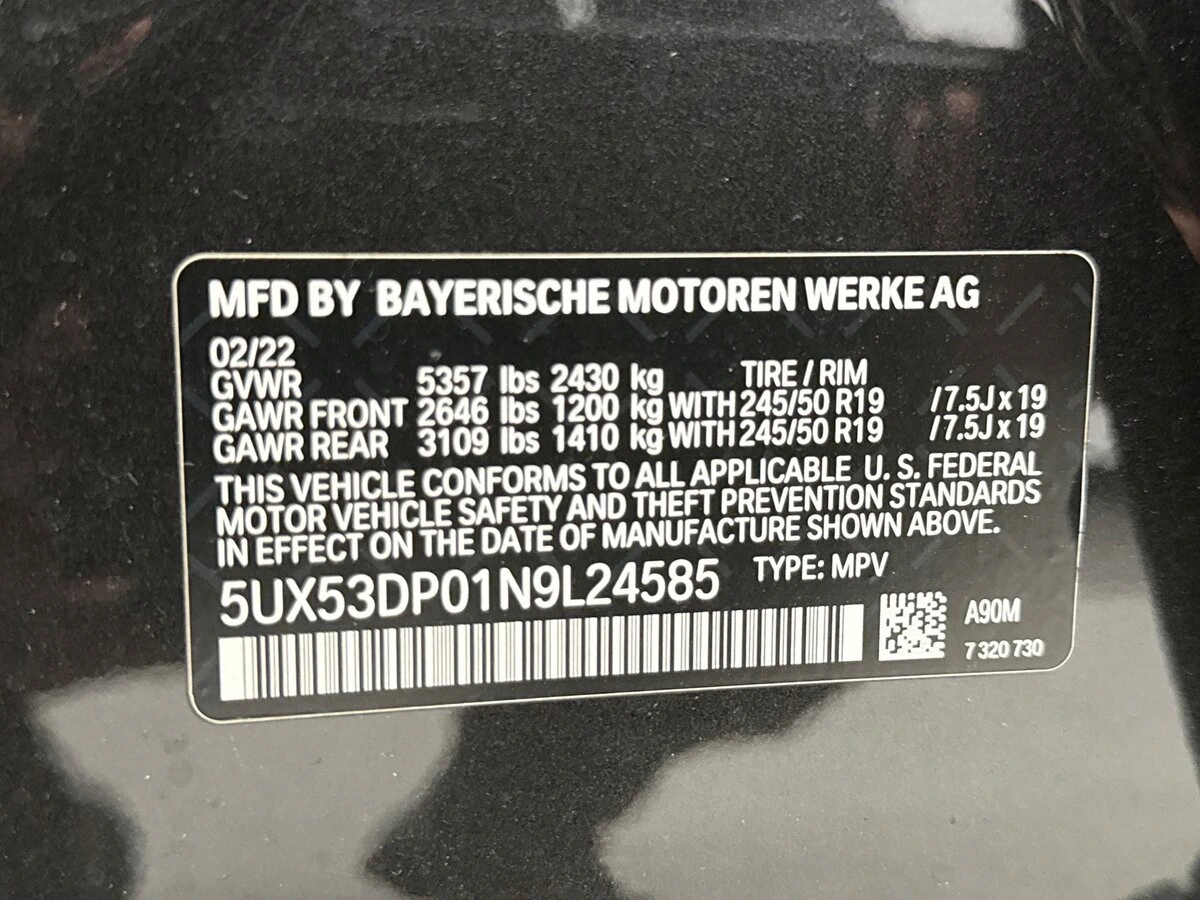 MFD BY BAYERISCHE MOTOREN WERKE AG
02/22
GVWR 5357 lbs 2430 kg TIRE / RIM
GAWR FRONT 2646 lbs 1200 kg WITH 245/50 R19 / 7.5J x 19
GAWR REAR 3109 lbs 1410 kg WITH 245/50 R19 / 7.5J x 19
THIS VEHICLE CONFORMS TO ALL APPLICABLE U. S. FEDERAL
MOTOR VEHICLE SAFETY AND THEFT PREVENTION STANDARDS
IN EFFECT ON THE DATE OF MANUFACTURE SHOWN ABOVE.
5UX53DP01N9L24585 TYPE: MPV
A90M
7 320 730